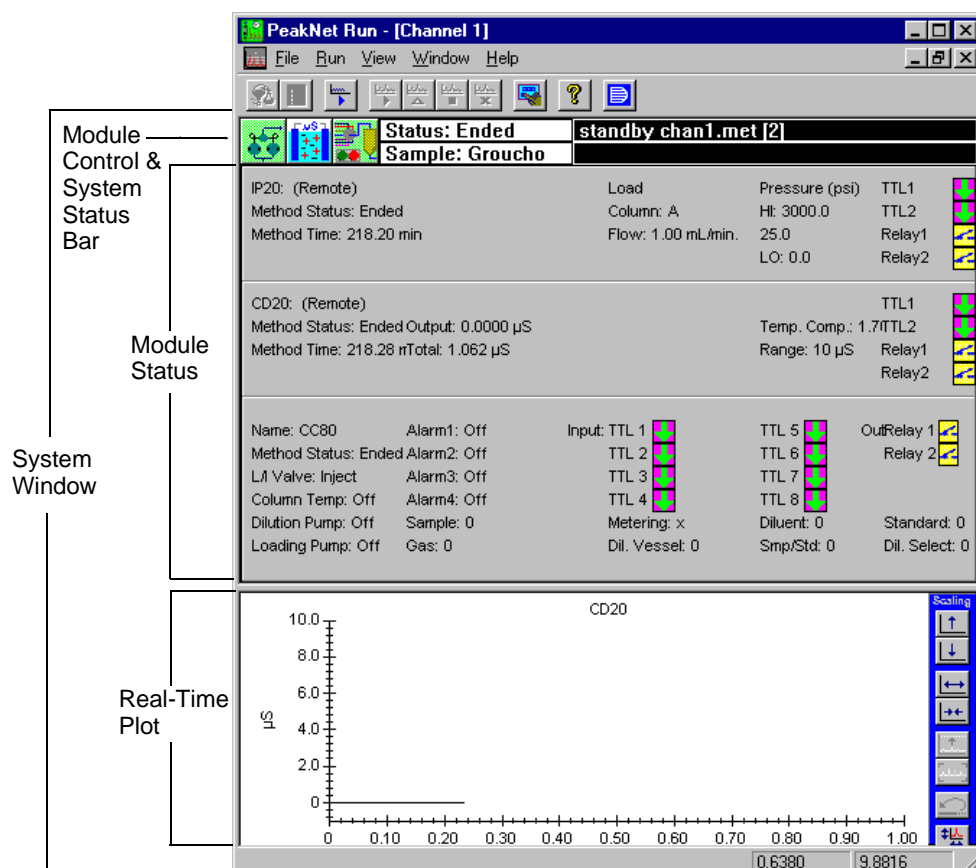 PeakNet Run - [Channel 1]
File Run View Window Help
Module
Control &
System
Status
Bar
µS
Status: Ended
standby chan1.met [2]
Sample: Groucho
IP20: (Remote) Load Pressure (psi) TTL1
Method Status: Ended Column: A HI: 3000.0 TTL2
Method Time: 218.20 min Flow: 1.00 mL/min. 25.0 Relay1
LO: 0.0 Relay2
Module
Status
CD20: (Remote) TTL1
Method Status: Ended Output: 0.0000 µS Temp. Comp.: 1.7 TTL2
Method Time: 218.28 Total: 1.062 µS Range: 10 µS Relay1
Relay2
System
Window
Name: CC80 Alarm1: Off Input: TTL 1 TTL 5 Out Relay 1
Method Status: Ended Alarm2: Off TTL 2 TTL 6 Relay 2
L/I Valve: Inject Alarm3: Off TTL 3 TTL 7
Column Temp: Off Alarm4: Off TTL 4 TTL 8
Dilution Pump: Off Sample: 0 Metering: x Diluent: 0 Standard: 0
Loading Pump: Off Gas: 0 Dil. Vessel: 0 Smp/Std: 0 Dil. Select: 0
Real-Time
Plot
CD20
Scaling
10.0
8.0
6.0
4.0
2.0
0
µS
0 0.10 0.20 0.30 0.40 0.50 0.60 0.70 0.80 0.90 1.00
0.6380 9.8816